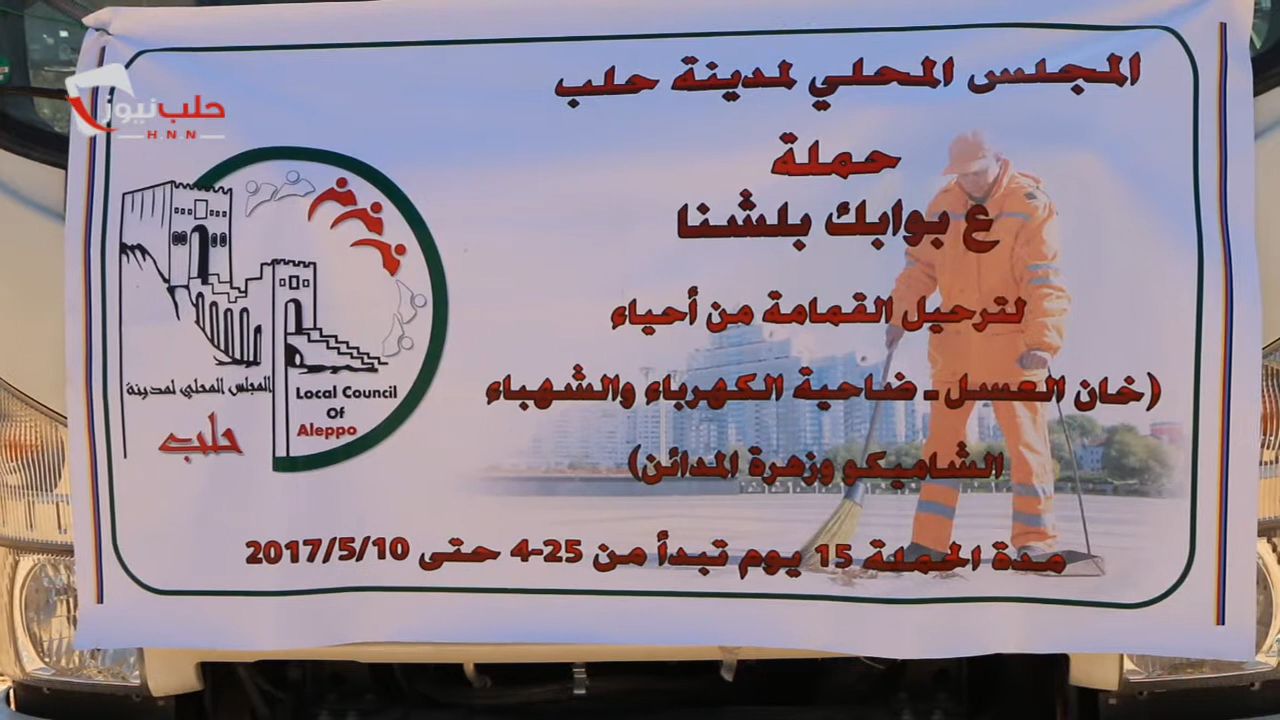 المجلس المحلي لمدينة حلب
حلب نيوز
HNN
حملة
ع بوابك بلشنا
لترحيل القمامة من أحياء
(خان العسل - ضاحية الكهرباء والشهباء
الشاميكو وزهرة المدائن)
مدة الحملة 15 يوم تبدأ من 25-4 حتى 2017/5/10
المجلس المحلي لمدينة
حلب
Local Council
Of
Aleppo